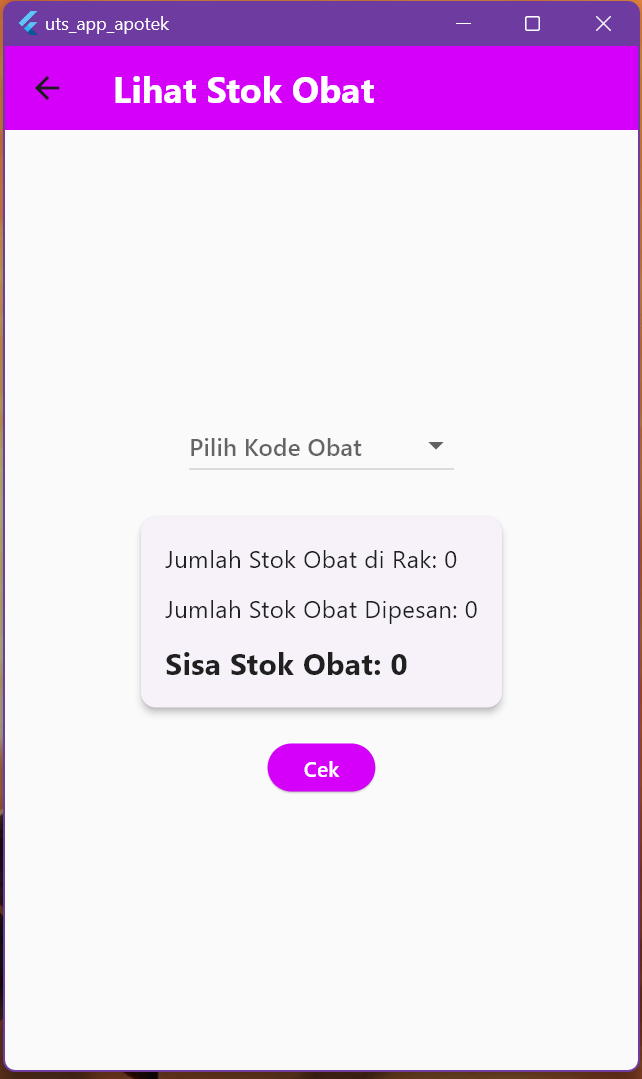 uts_app_apotek
Lihat Stok Obat
Pilih Kode Obat
Jumlah Stok Obat di Rak: 0
Jumlah Stok Obat Dipesan: 0
Sisa Stok Obat: 0
Cek